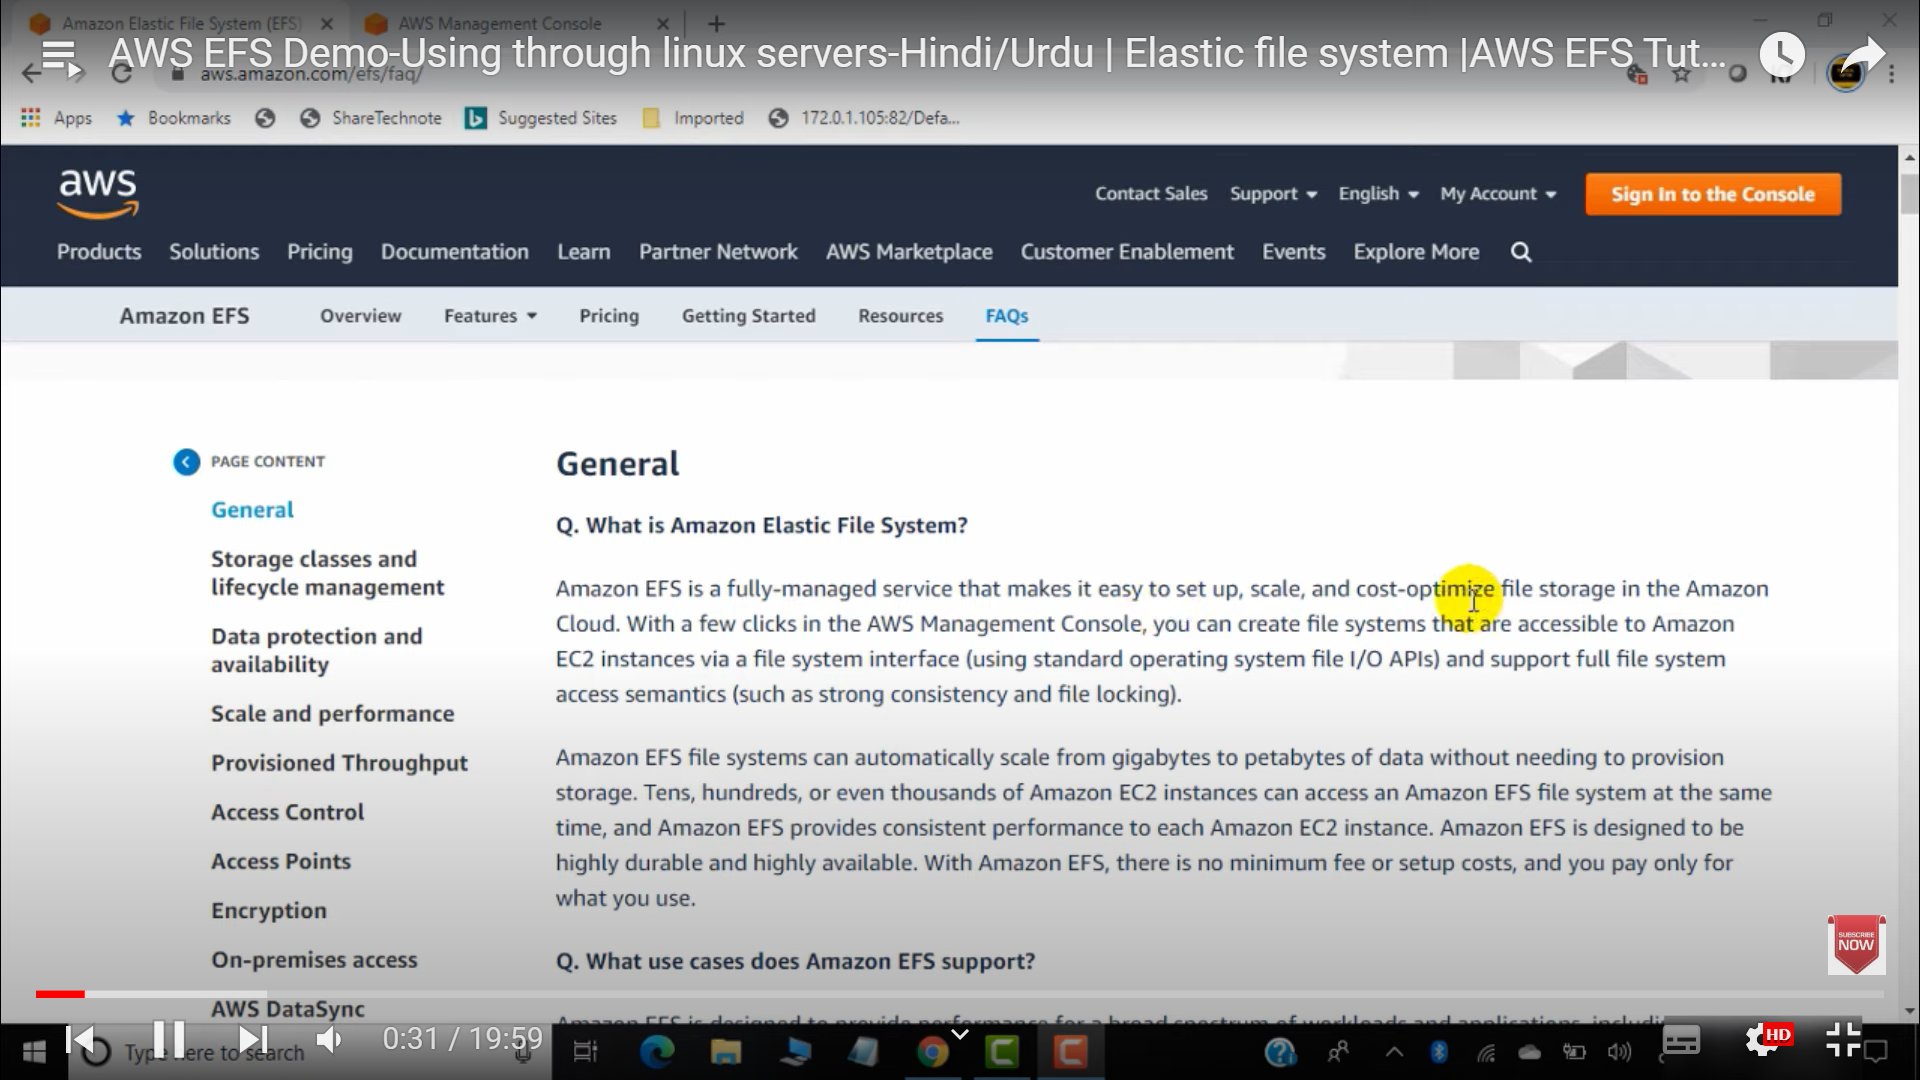 Amazon Elastic File System (EFS)
AWS Management Console
AWS EFS Demo-Using through linux servers-Hindi/Urdu | Elastic file system |AWS EFS Tut...
aws.amazon.com/efs/faq/
Apps
Bookmarks
ShareTechnote
Suggested Sites
Imported
172.0.1.105:82/Defa...
aws
Contact Sales
Support
English
My Account
Sign In to the Console
Products
Solutions
Pricing
Documentation
Learn
Partner Network
AWS Marketplace
Customer Enablement
Events
Explore More
Amazon EFS
Overview
Features
Pricing
Getting Started
Resources
FAQs
PAGE CONTENT
General
Storage classes and
lifecycle management
Data protection and
availability
Scale and performance
Provisioned Throughput
Access Control
Access Points
Encryption
On-premises access
AWS DataSync
General
Q. What is Amazon Elastic File System?
Amazon EFS is a fully-managed service that makes it easy to set up, scale, and cost-optimize file storage in the Amazon
Cloud. With a few clicks in the AWS Management Console, you can create file systems that are accessible to Amazon
EC2 instances via a file system interface (using standard operating system file I/O APIs) and support full file system
access semantics (such as strong consistency and file locking).
Amazon EFS file systems can automatically scale from gigabytes to petabytes of data without needing to provision
storage. Tens, hundreds, or even thousands of Amazon EC2 instances can access an Amazon EFS file system at the same
time, and Amazon EFS provides consistent performance to each Amazon EC2 instance. Amazon EFS is designed to be
highly durable and highly available. With Amazon EFS, there is no minimum fee or setup costs, and you pay only for
what you use.
Q. What use cases does Amazon EFS support?
Amazon EFS is designed to provide performance for a broad spectrum of workloads and applications,
SUBSCRIBE
NOW
Type here to search
0:31 / 19:59
HD